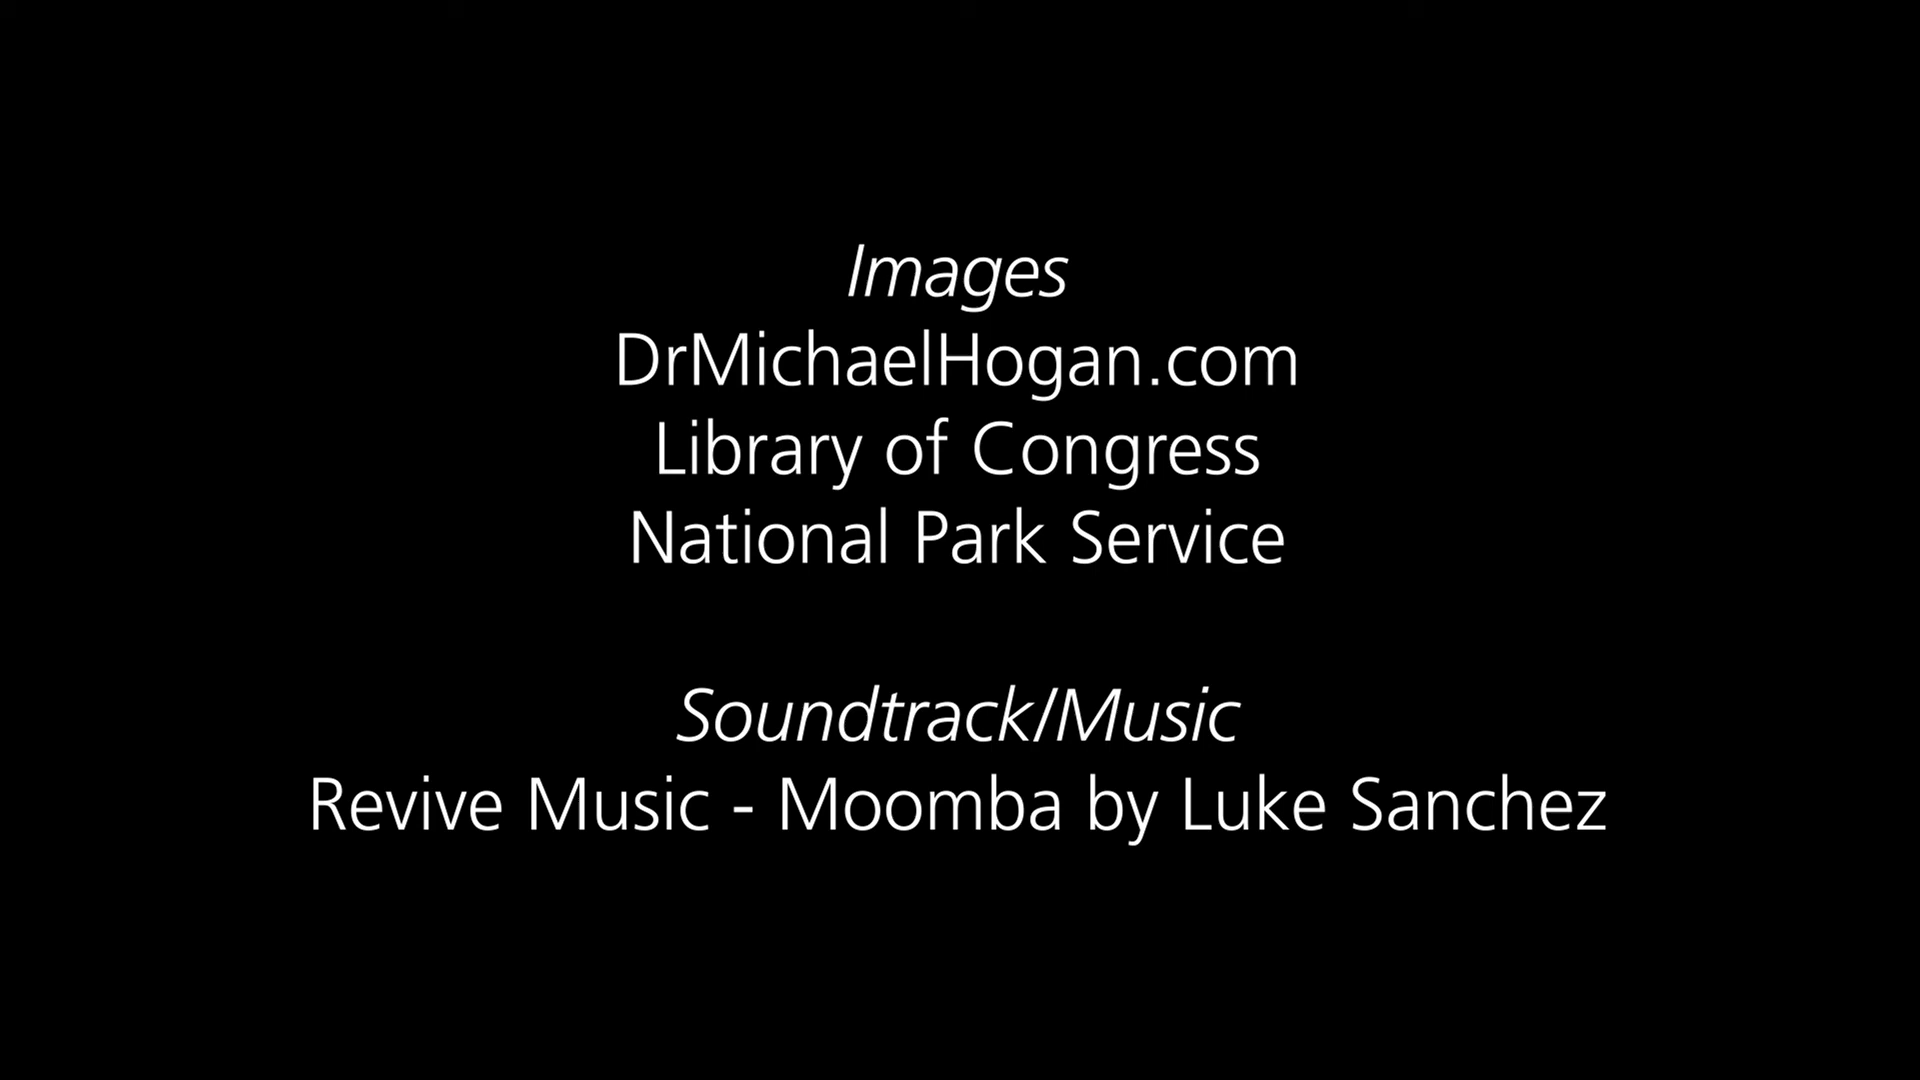 Images
DrMichaelHogan.com
Library of Congress
National Park Service
Soundtrack/Music
Revive Music - Moomba by Luke Sanchez